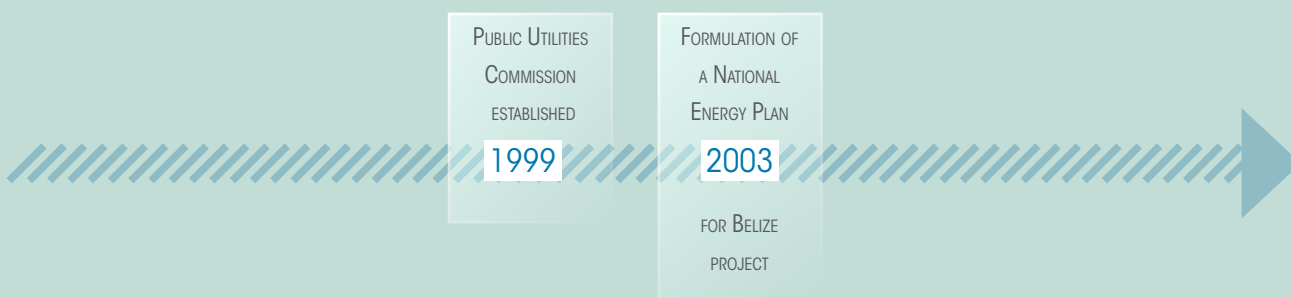 Public Utilities
Commission
established
1999
Formulation of
a National
Energy Plan
2003
for Belize
project